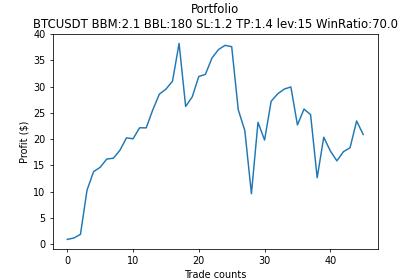 Portfolio
BTCUSDT BBM:2.1 BBL:180 SL:1.2 TP:1.4 lev:15 WinRatio:70.0
40
35
30
25
20
15
10
5
0
Profit ($)
0 10 20 30 40
Trade counts